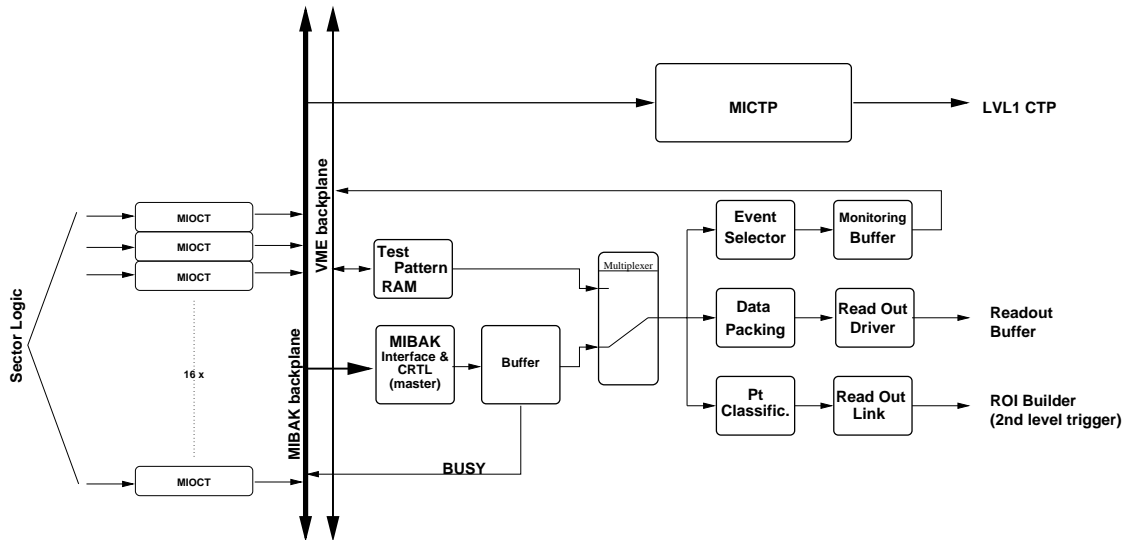 MICTP
LVL1 CTP
Sector Logic
MIOCT
MIOCT
MIOCT
16 x
MIOCT
MIBAK backplane
VME backplane
Test
Pattern
RAM
MIBAK
Interface &
CRTL
(master)
Buffer
BUSY
Multiplexer
Event
Selector
Monitoring
Buffer
Data
Packing
Read Out
Driver
Readout
Buffer
Pt
Classific.
Read Out
Link
ROI Builder
(2nd level trigger)